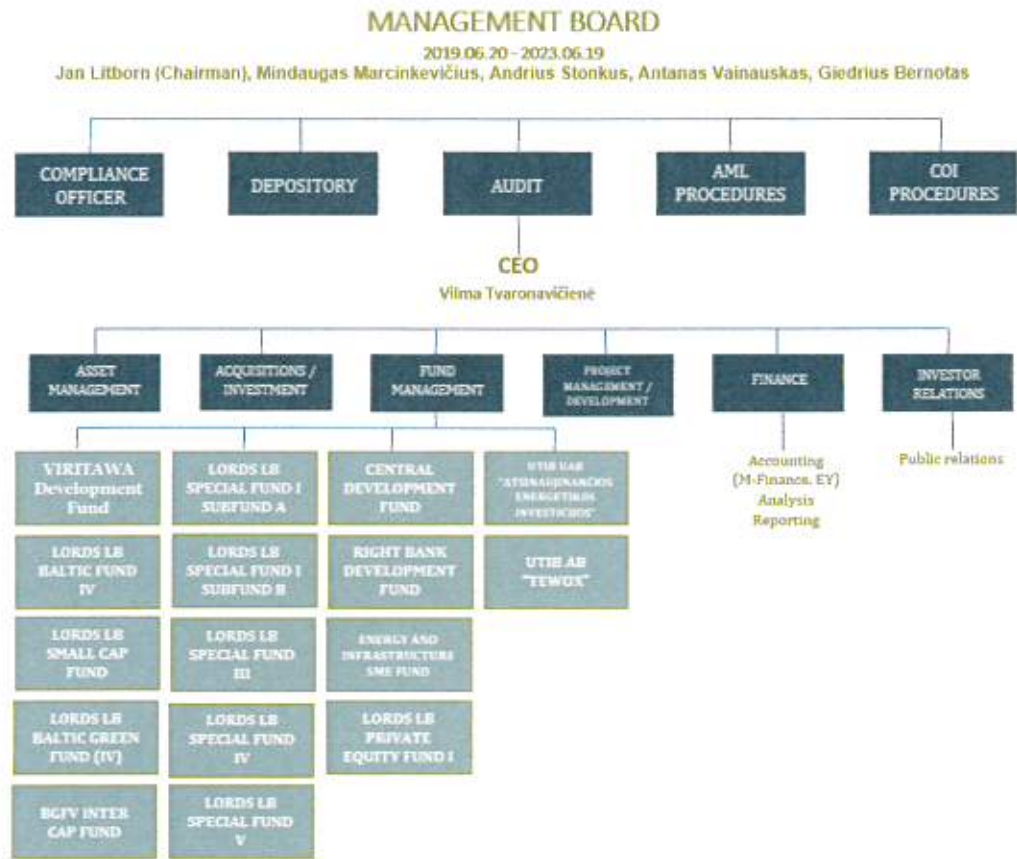 MANAGEMENT BOARD
2019.06.20 - 2023.06.19
Jan Litborn (Chairman), Mindaugas Marcinkevičius, Andrius Stonkus, Antanas Vainauskas, Giedrius Bernotas
COMPLIANCE
OFFICER
DEPOSITORY
AUDIT
AML
PROCEDURES
COI
PROCEDURES
CEO
Vilma Tvaronavičienė
ASSET
MANAGEMENT
ACQUISITIONS /
INVESTMENT
FUND
MANAGEMENT
PROJECT
MANAGEMENT /
DEVELOPMENT
FINANCE
INVESTOR
RELATIONS
VIRITAWA
Development
Fund
LORDS LB
SPECIAL FUND I
SUBFUND A
CENTRAL
DEVELOPMENT
FUND
UTIB UAB
"ATSINAUJINANČIOS
ENERGETIKOS
INVESTICIJOS"
Accounting
(M-Finance, EY)
Analysis
Reporting
Public relations
LORDS LB
BALTIC FUND
IV
LORDS LB
SPECIAL FUND I
SUBFUND B
RIGHT BANK
DEVELOPMENT
FUND
UTIB AB
"EWOX"
LORDS LB
SMALL CAP
FUND
LORDS LB
SPECIAL FUND
III
ENERGY AND
INFRASTRUCTURE
SME FUND
LORDS LB
BALTIC GREEN
FUND (IV)
LORDS LB
SPECIAL FUND
IV
LORDS LB
PRIVATE
EQUITY FUND I
BGFV INTER
CAP FUND
LORDS LB
SPECIAL FUND
V